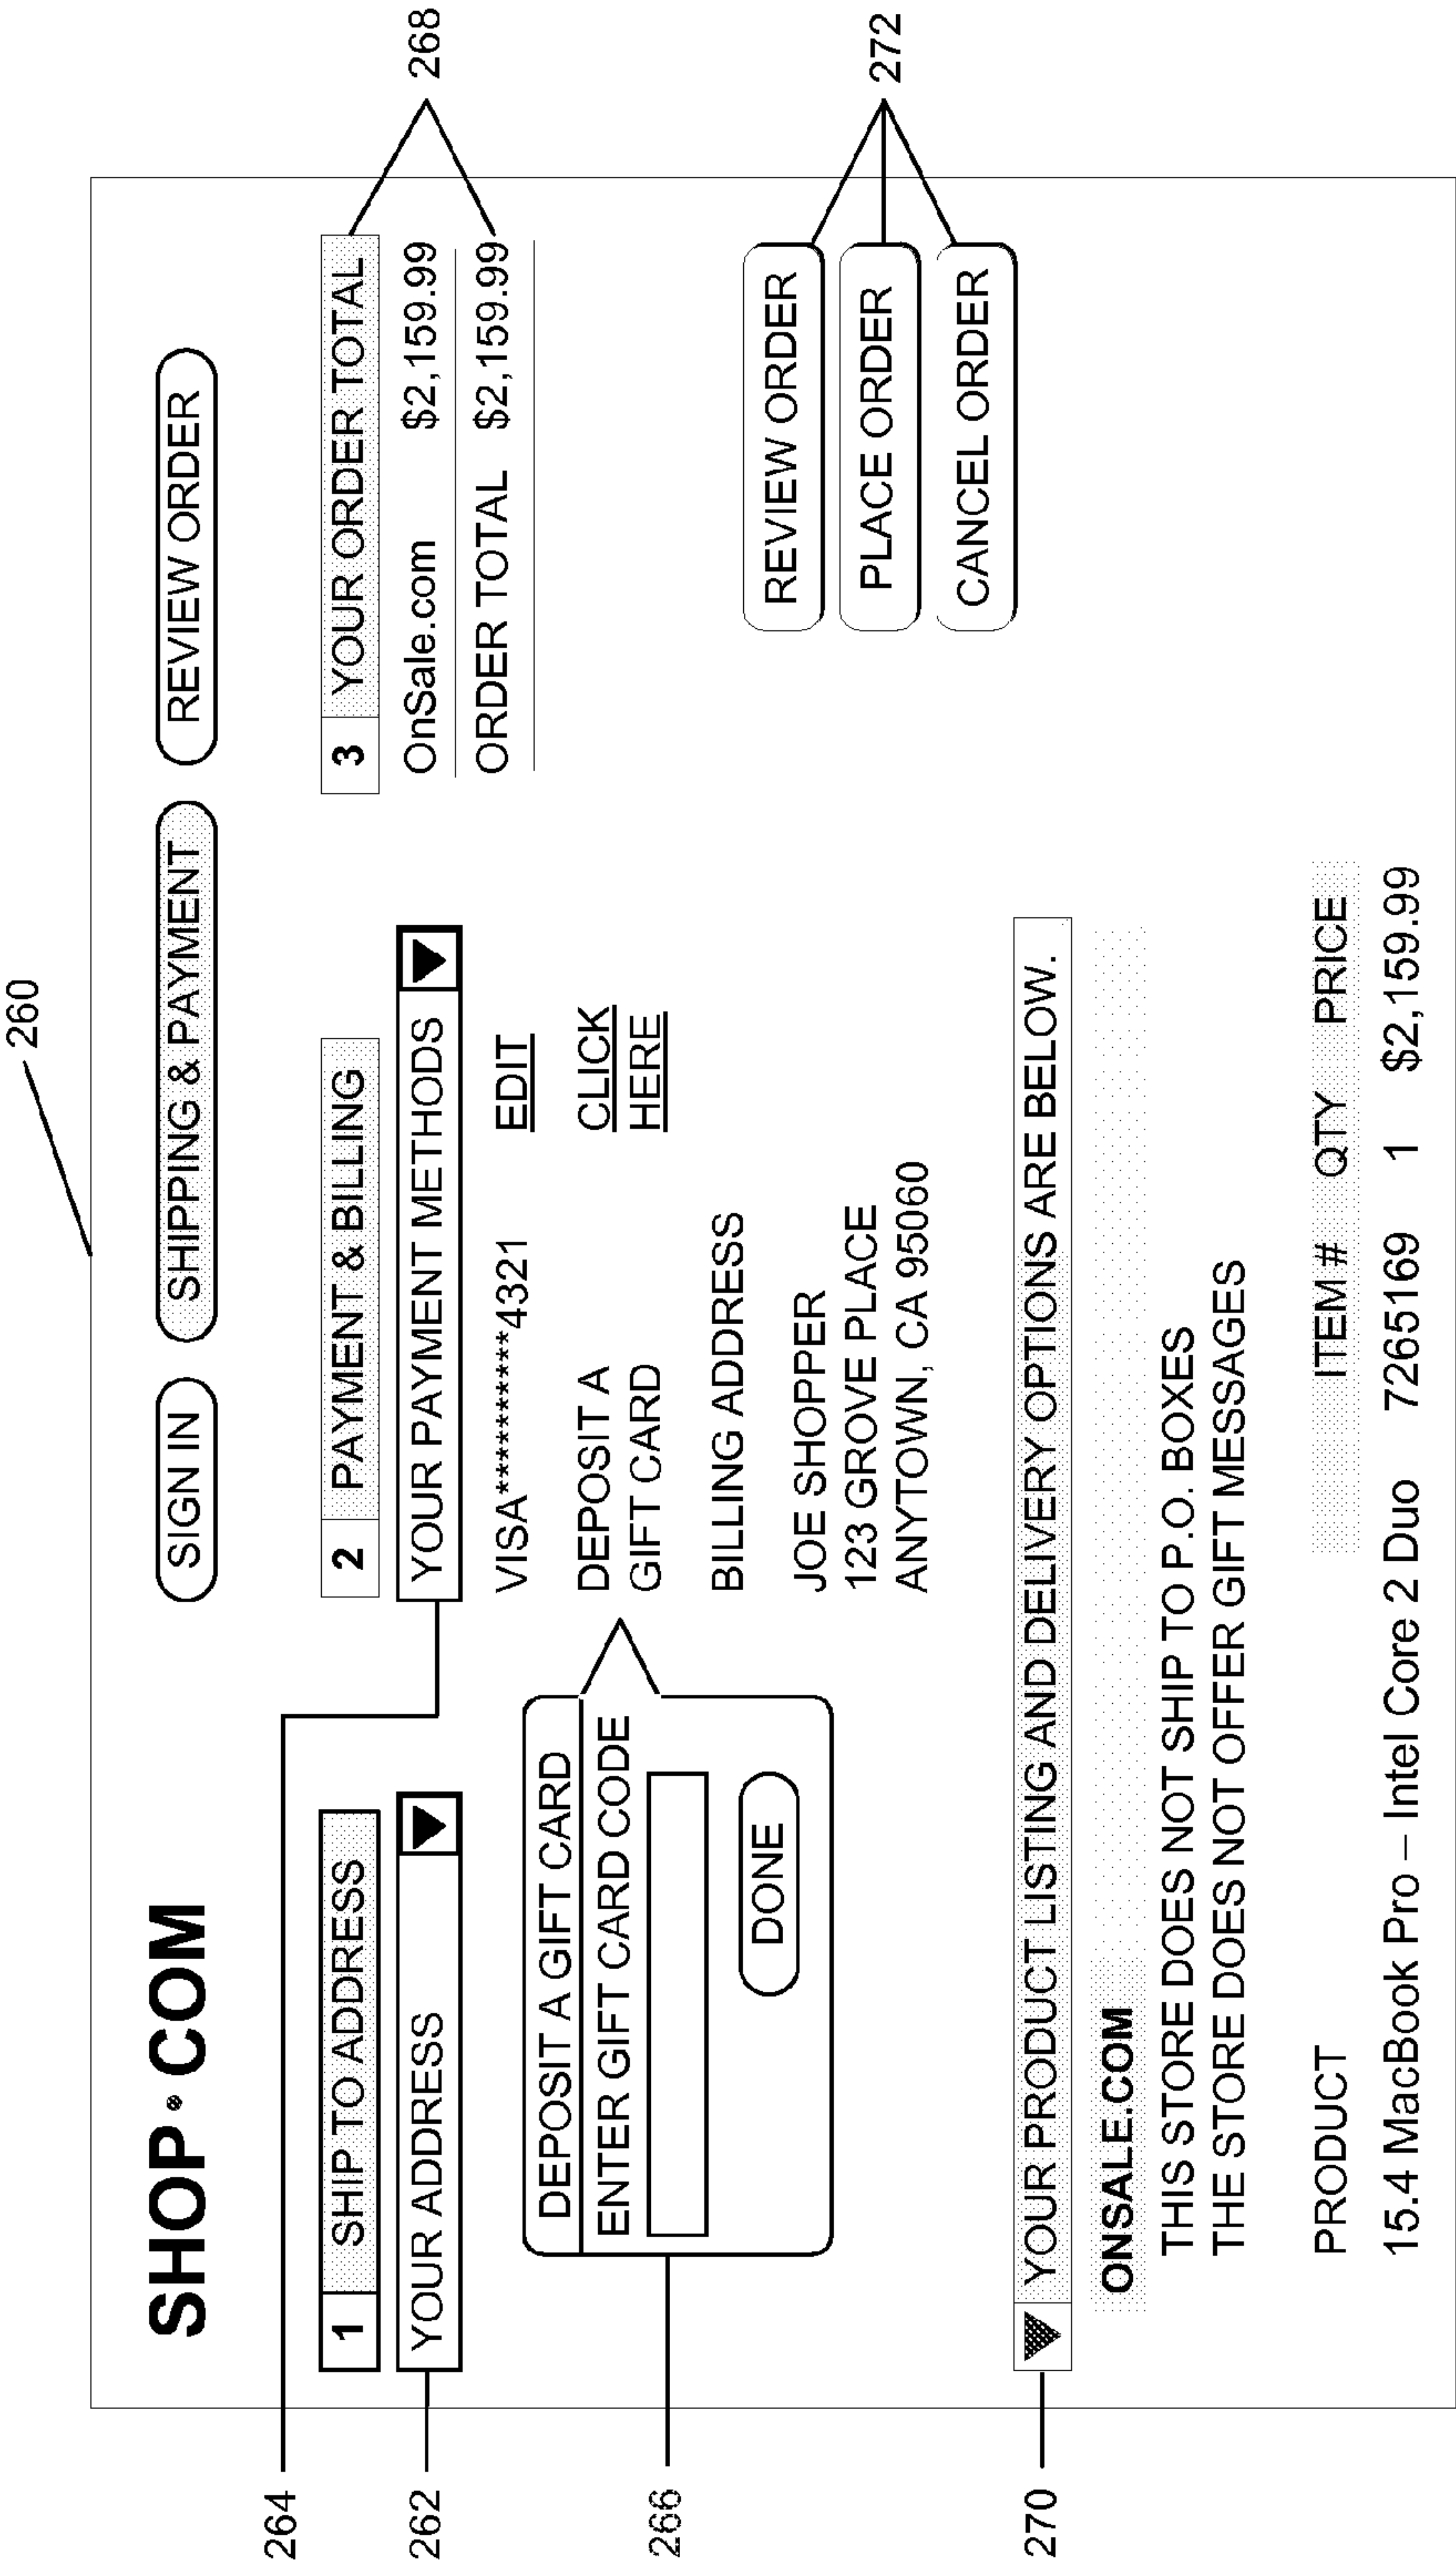 260
SHOP•COM
SIGN IN
SHIPPING & PAYMENT
REVIEW ORDER
264
1 SHIP TO ADDRESS
2 PAYMENT & BILLING
3 YOUR ORDER TOTAL
268
262
YOUR ADDRESS
YOUR PAYMENT METHODS
OnSale.com $2,159.99
VISA**********4321 EDIT
ORDER TOTAL $2,159.99
266
DEPOSIT A GIFT CARD
ENTER GIFT CARD CODE
DONE
DEPOSIT A
GIFT CARD
CLICK
HERE
BILLING ADDRESS
JOE SHOPPER
123 GROVE PLACE
ANYTOWN, CA 95060
REVIEW ORDER
PLACE ORDER
CANCEL ORDER
272
270
YOUR PRODUCT LISTING AND DELIVERY OPTIONS ARE BELOW.
ONSALE.COM
THIS STORE DOES NOT SHIP TO P.O. BOXES
THE STORE DOES NOT OFFER GIFT MESSAGES
PRODUCT ITEM # QTY PRICE
15.4 MacBook Pro – Intel Core 2 Duo 7265169 1 $2,159.99